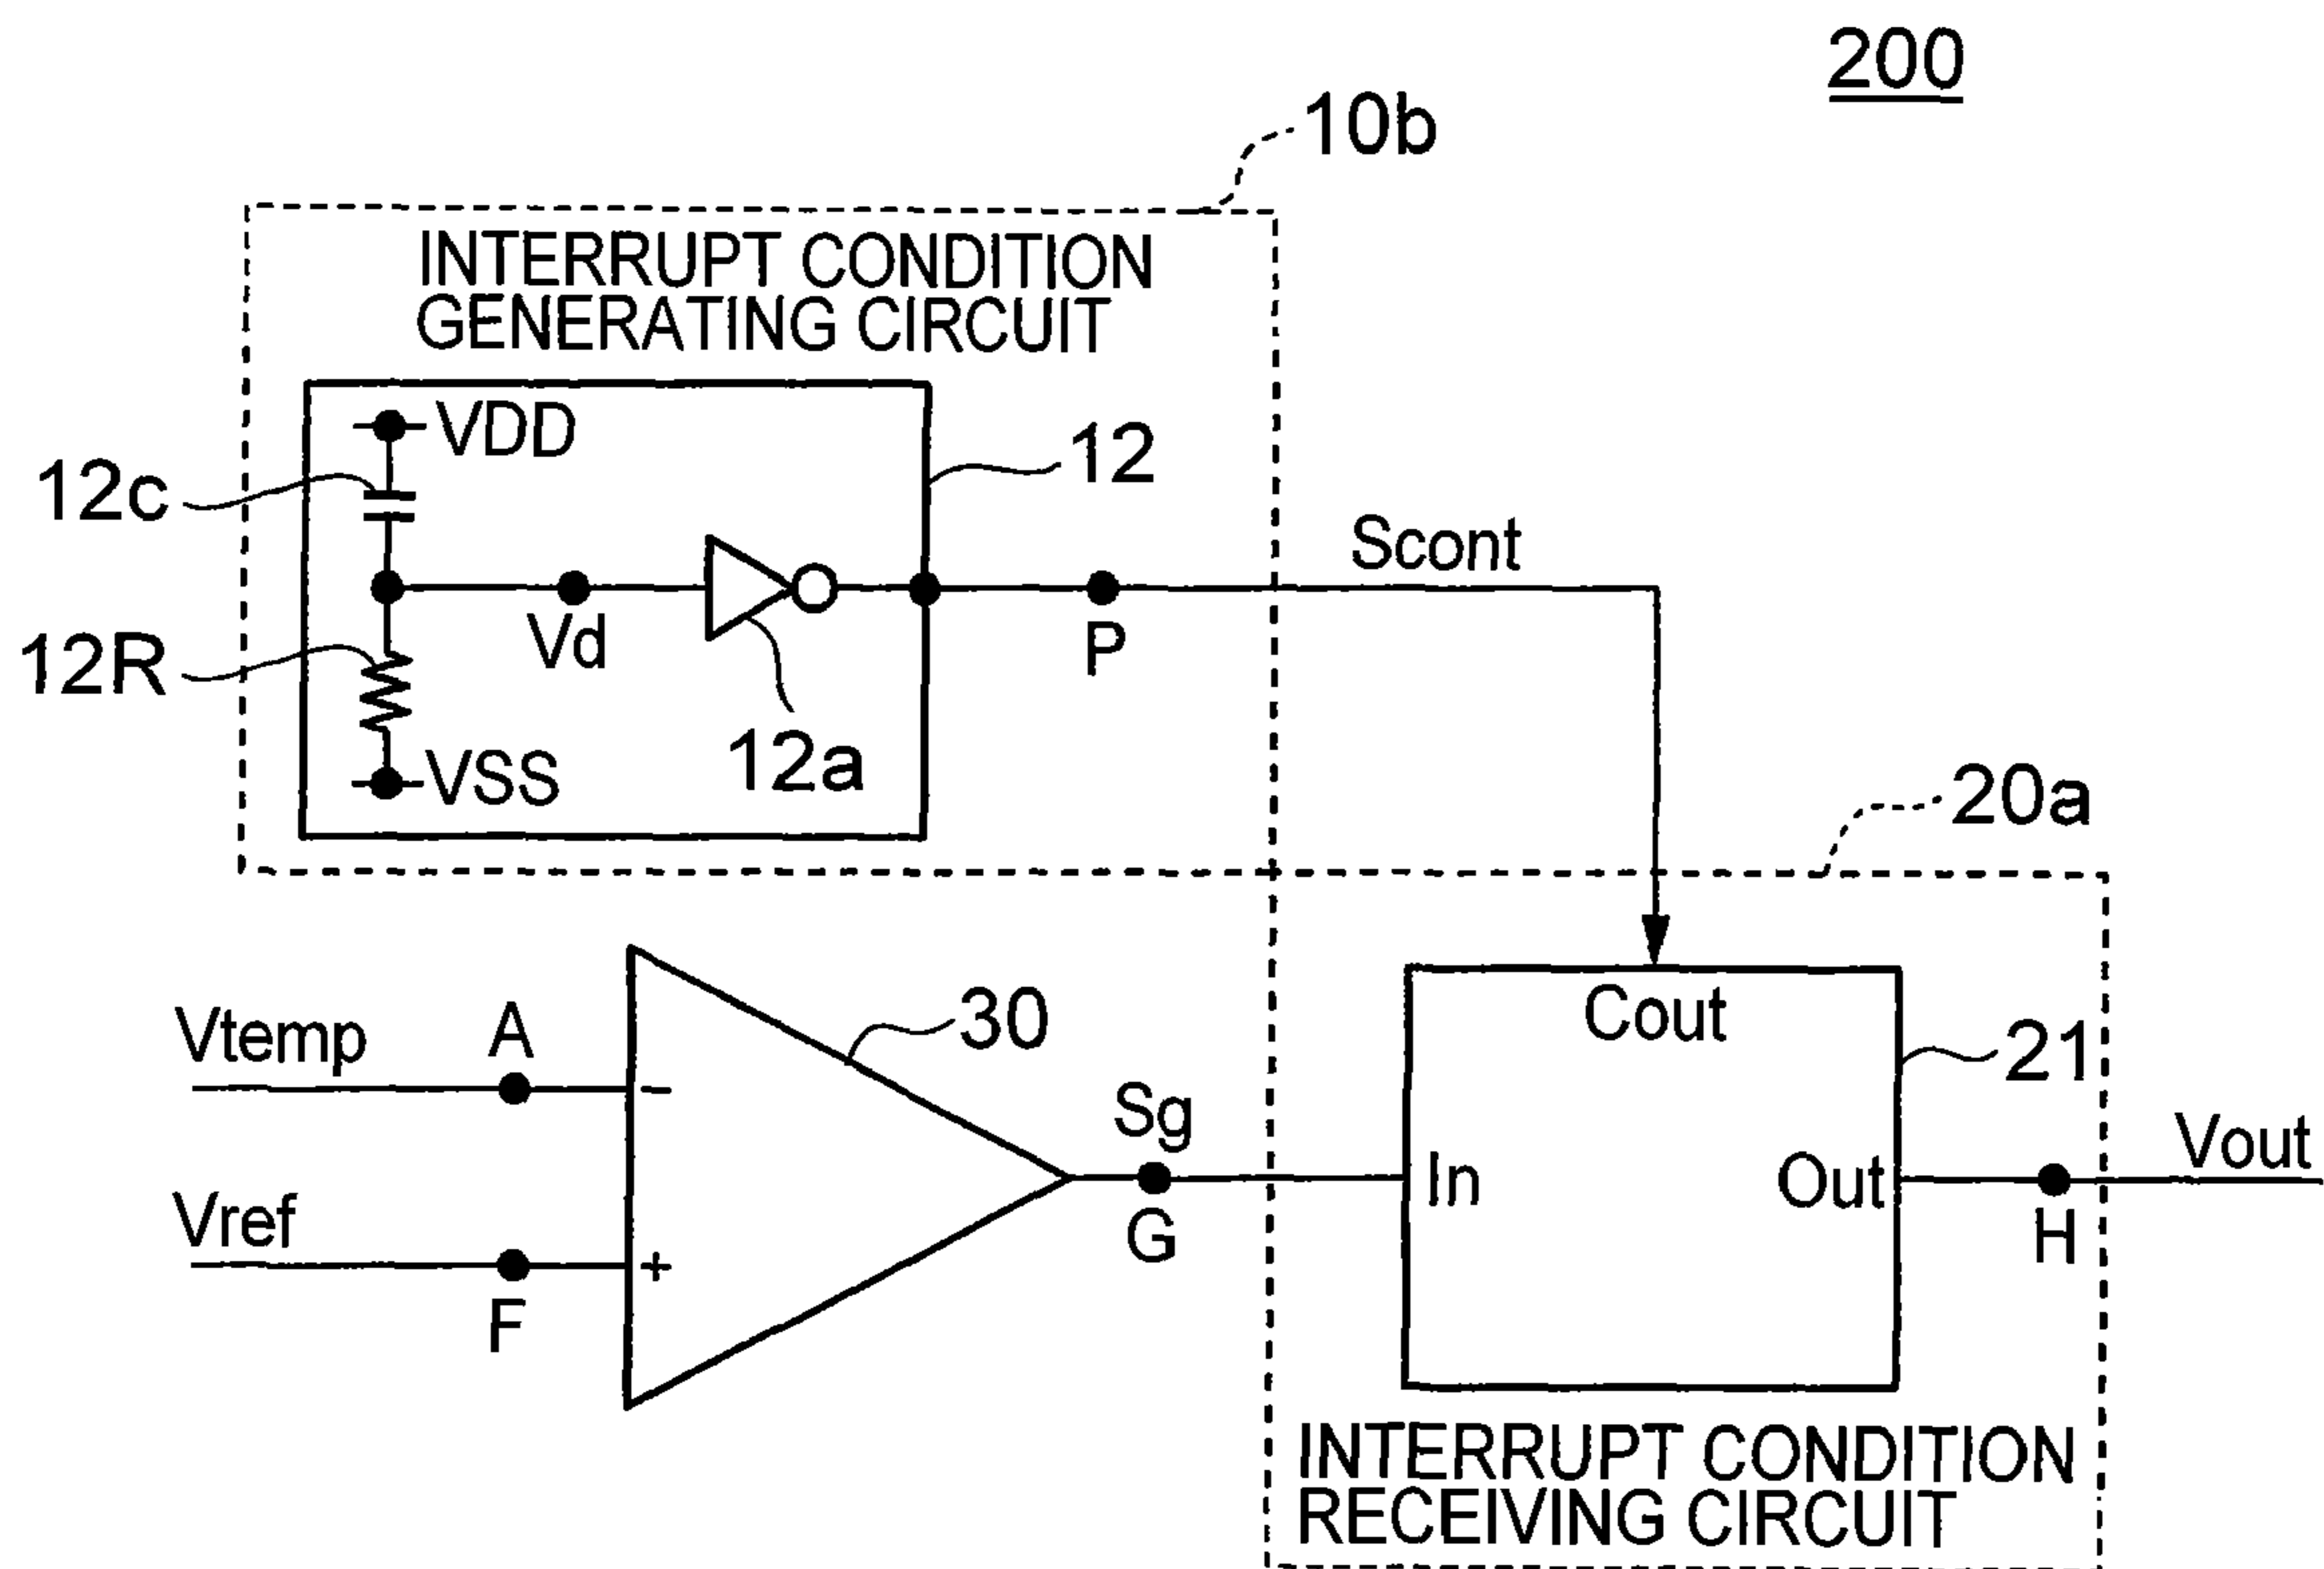 200
10b
INTERRUPT CONDITION
GENERATING CIRCUIT
VDD
12c
12
Scont
Vd
P
12R
12a
VSS
20a
Vtemp
A
30
Cout
21
Sg
Vout
Vref
In
Out
G
H
F
-
+
INTERRUPT CONDITION
RECEIVING CIRCUIT